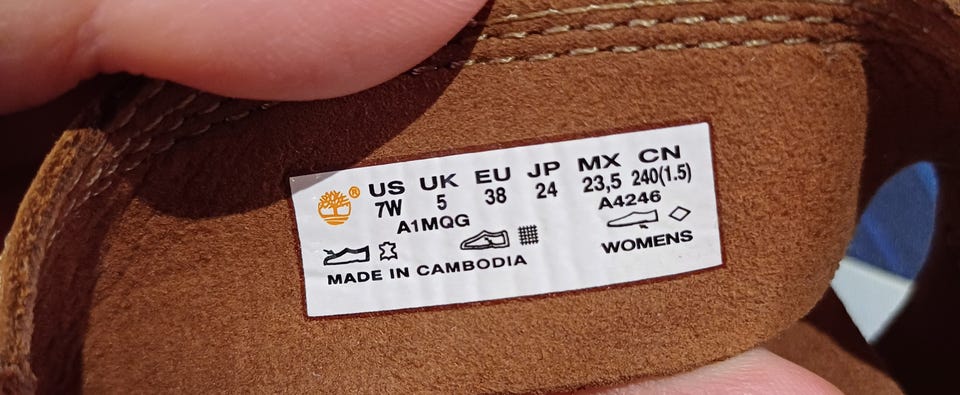 ® US UK EU JP MX CN
7W 5 38 24 23,5 240(1.5)
A1MQG A4246
WOMENS
MADE IN CAMBODIA